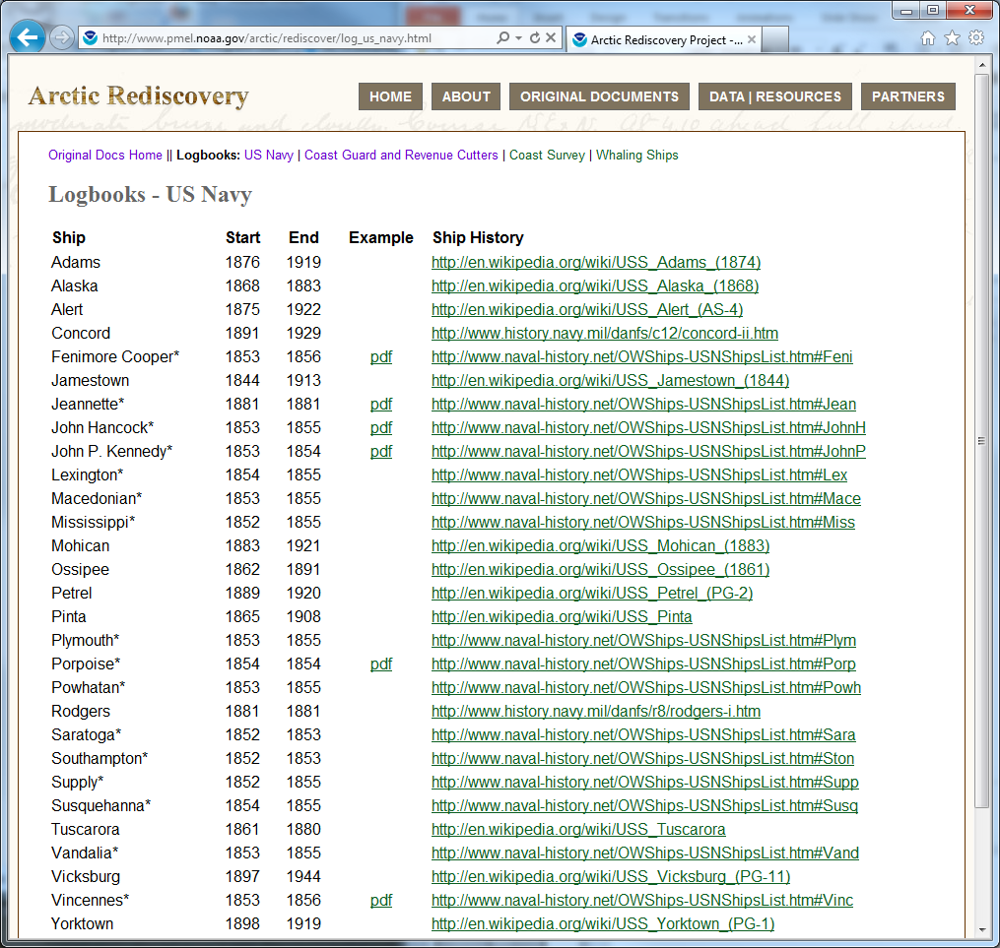 http://www.pmel.noaa.gov/arctic/rediscover/log_us_navy.html
Arctic Rediscovery Project -...
Arctic Rediscovery
HOME ABOUT ORIGINAL DOCUMENTS DATA | RESOURCES PARTNERS
Original Docs Home || Logbooks: US Navy | Coast Guard and Revenue Cutters | Coast Survey | Whaling Ships
Logbooks - US Navy
Ship Start End Example Ship History
Adams 1876 1919 http://en.wikipedia.org/wiki/USS_Adams_(1874)
Alaska 1868 1883 http://en.wikipedia.org/wiki/USS_Alaska_(1868)
Alert 1875 1922 http://en.wikipedia.org/wiki/USS_Alert_(AS-4)
Concord 1891 1929 http://www.history.navy.mil/danfs/c12/concord-ii.htm
Fenimore Cooper* 1853 1856 pdf http://www.naval-history.net/OWShips-USNShipsList.htm#Feni
Jamestown 1844 1913 http://en.wikipedia.org/wiki/USS_Jamestown_(1844)
Jeannette* 1881 1881 pdf http://www.naval-history.net/OWShips-USNShipsList.htm#Jean
John Hancock* 1853 1855 pdf http://www.naval-history.net/OWShips-USNShipsList.htm#JohnH
John P. Kennedy* 1853 1854 pdf http://www.naval-history.net/OWShips-USNShipsList.htm#JohnP
Lexington* 1854 1855 http://www.naval-history.net/OWShips-USNShipsList.htm#Lex
Macedonian* 1853 1855 http://www.naval-history.net/OWShips-USNShipsList.htm#Mace
Mississippi* 1852 1855 http://www.naval-history.net/OWShips-USNShipsList.htm#Miss
Mohican 1883 1921 http://en.wikipedia.org/wiki/USS_Mohican_(1883)
Ossipee 1862 1891 http://en.wikipedia.org/wiki/USS_Ossipee_(1861)
Petrel 1889 1920 http://en.wikipedia.org/wiki/USS_Petrel_(PG-2)
Pinta 1865 1908 http://en.wikipedia.org/wiki/USS_Pinta
Plymouth* 1853 1855 http://www.naval-history.net/OWShips-USNShipsList.htm#Plym
Porpoise* 1854 1854 pdf http://www.naval-history.net/OWShips-USNShipsList.htm#Porp
Powhatan* 1853 1855 http://www.naval-history.net/OWShips-USNShipsList.htm#Powh
Rodgers 1881 1881 http://www.history.navy.mil/danfs/r8/rodgers-i.htm
Saratoga* 1852 1853 http://www.naval-history.net/OWShips-USNShipsList.htm#Sara
Southampton* 1852 1853 http://www.naval-history.net/OWShips-USNShipsList.htm#Ston
Supply* 1852 1855 http://www.naval-history.net/OWShips-USNShipsList.htm#Supp
Susquehanna* 1854 1855 http://www.naval-history.net/OWShips-USNShipsList.htm#Susq
Tuscarora 1861 1880 http://en.wikipedia.org/wiki/USS_Tuscarora
Vandalia* 1853 1855 http://www.naval-history.net/OWShips-USNShipsList.htm#Vand
Vicksburg 1897 1944 http://en.wikipedia.org/wiki/USS_Vicksburg_(PG-11)
Vincennes* 1853 1856 pdf http://www.naval-history.net/OWShips-USNShipsList.htm#Vinc
Yorktown 1898 1919 http://en.wikipedia.org/wiki/USS_Yorktown_(PG-1)